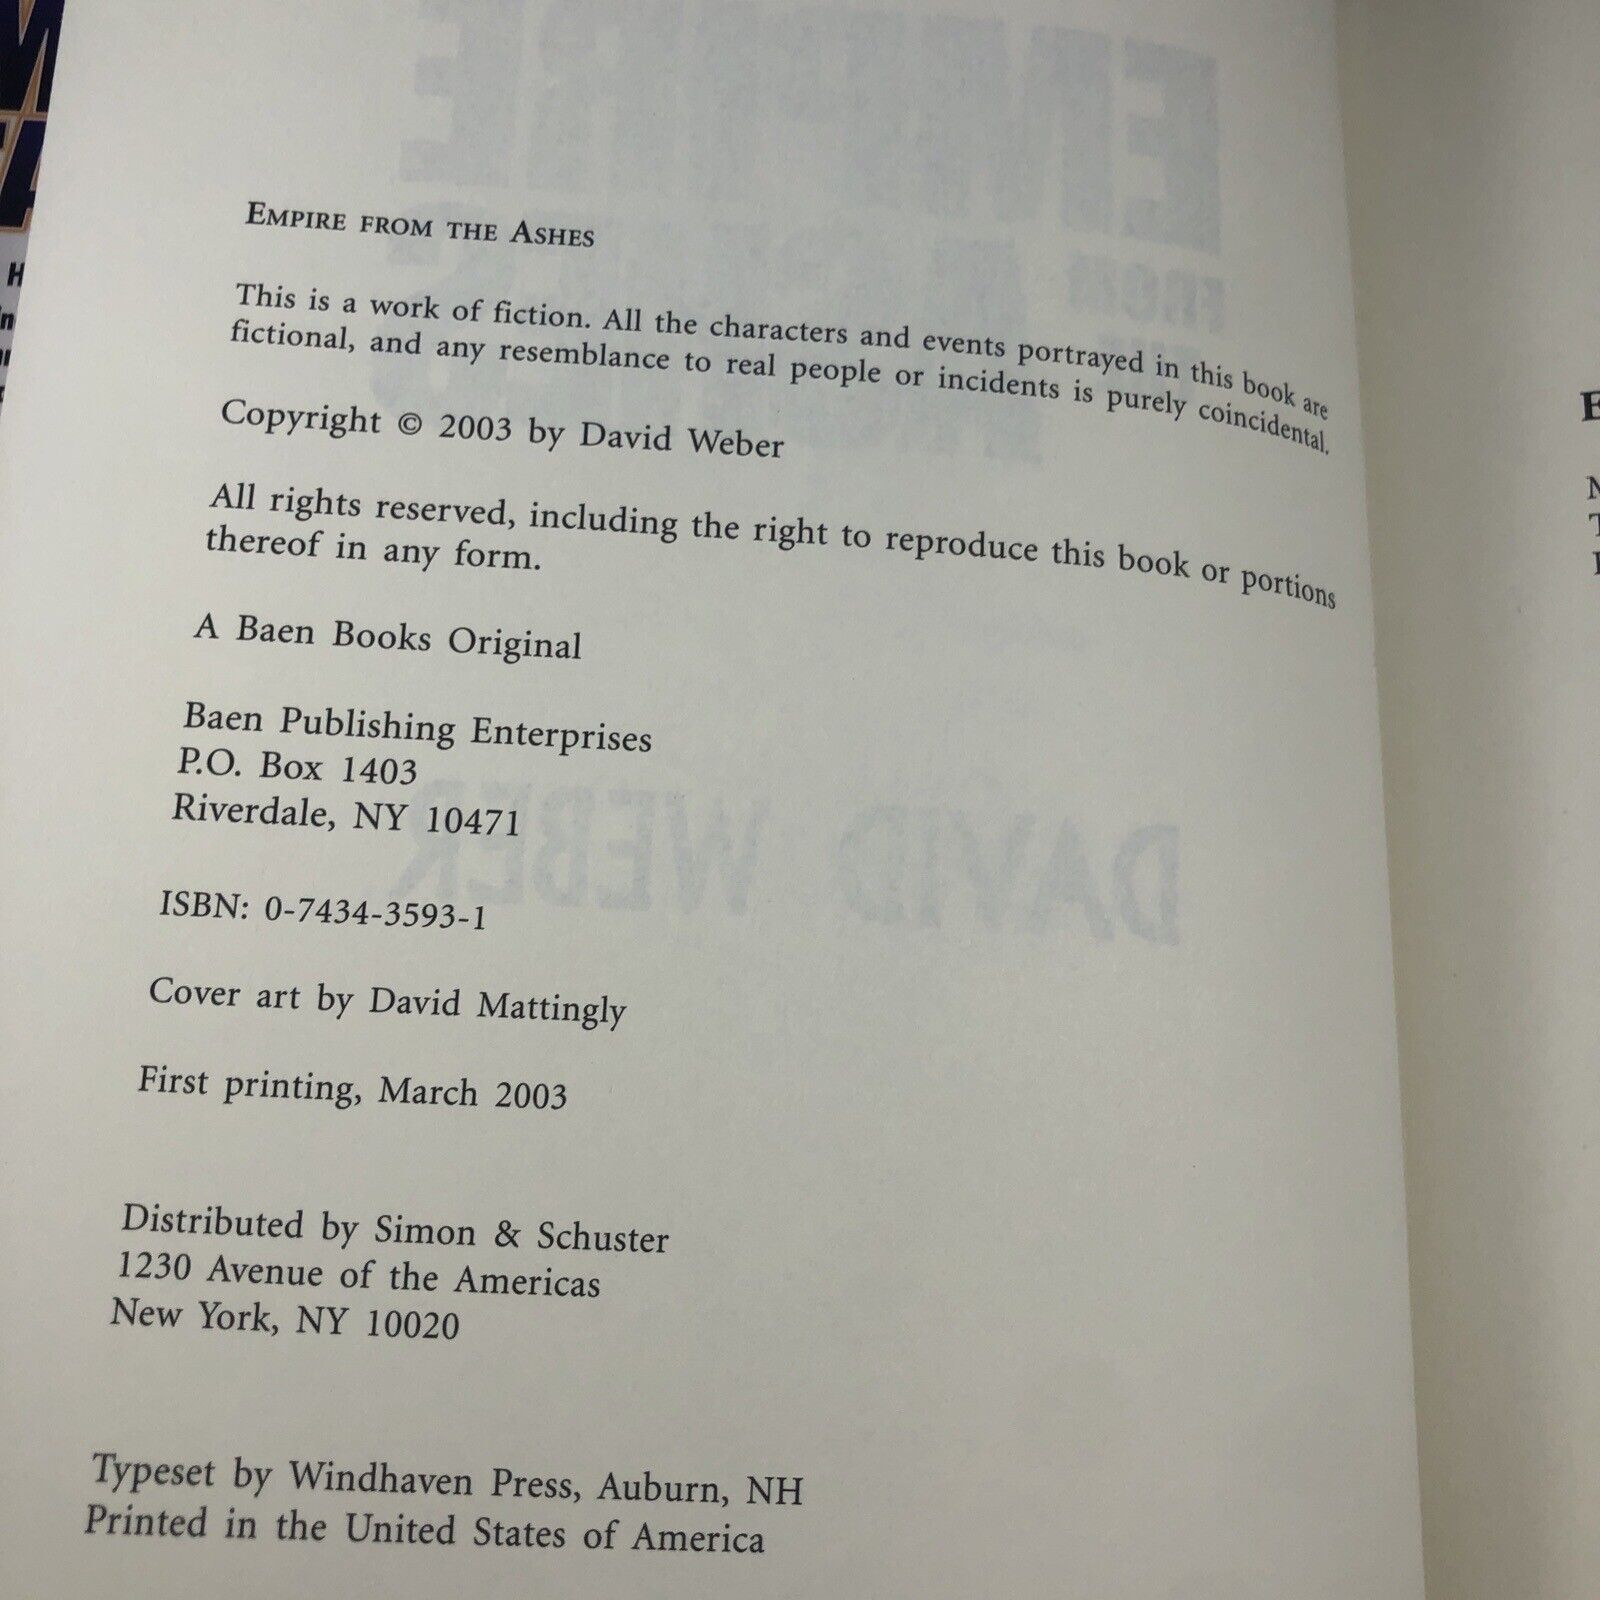 EMPIRE FROM THE ASHES
This is a work of fiction. All the characters and events portrayed in this book are
fictional, and any resemblance to real people or incidents is purely coincidental.
Copyright © 2003 by David Weber
All rights reserved, including the right to reproduce this book or portions
thereof in any form.
A Baen Books Original
Baen Publishing Enterprises
P.O. Box 1403
Riverdale, NY 10471
ISBN: 0-7434-3593-1
Cover art by David Mattingly
First printing, March 2003
Distributed by Simon & Schuster
1230 Avenue of the Americas
New York, NY 10020
Typeset by Windhaven Press, Auburn, NH
Printed in the United States of America
EMPIRE
FROM
DAVID WEBER